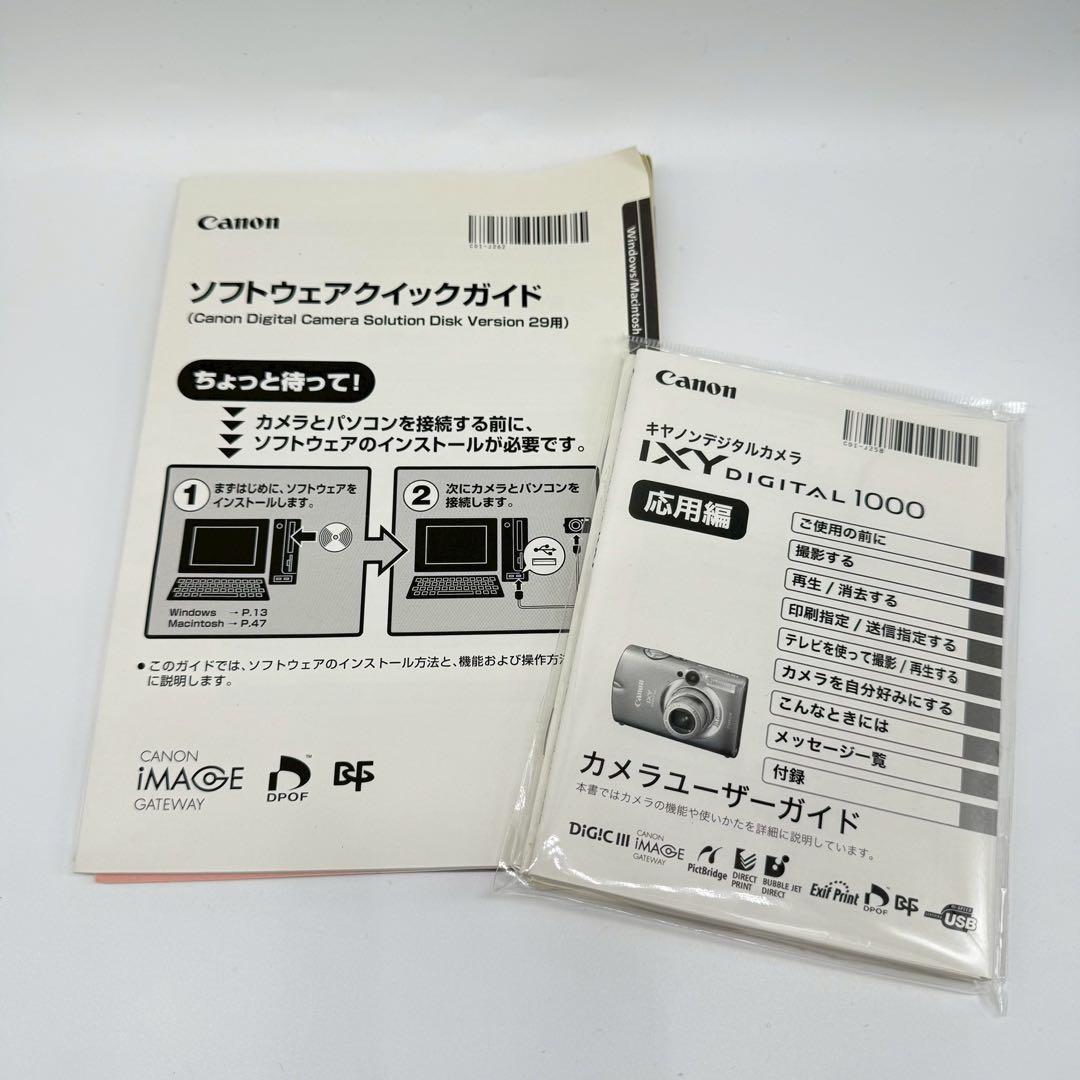 Canon
CDI-J262
Windows/Macintosh
ソフトウェアクイックガイド
(Canon Digital Camera Solution Disk Version 29用)
ちょっと待って!
カメラとパソコンを接続する前に、
ソフトウェアのインストールが必要です。
1 まずはじめに、ソフトウェアを
インストールします。
Windows → P.13
Macintosh → P.47
2 次にカメラとパソコンを
接続します。
●このガイドでは、ソフトウェアのインストール方法と、機能および操作方法
に説明します。
CANON
iMAGE
GATEWAY
DPOF
TM
BCF
Canon
CDI-J258
キヤノンデジタルカメラ
IXY DIGITAL 1000
応用編
ご使用の前に
撮影する
再生 / 消去する
印刷指定 / 送信指定する
テレビを使って撮影 / 再生する
カメラを自分好みにする
こんなときには
メッセージ一覧
付録
Canon
IXY
カメラユーザーガイド
本書ではカメラの機能や使いかたを詳細に説明しています。
DiGiC III
CANON
iMAGE
GATEWAY
PictBridge
DIRECT
PRINT
BUBBLE JET
DIRECT
Exif Print
DPOF
BCF
HI-SPEED
USB